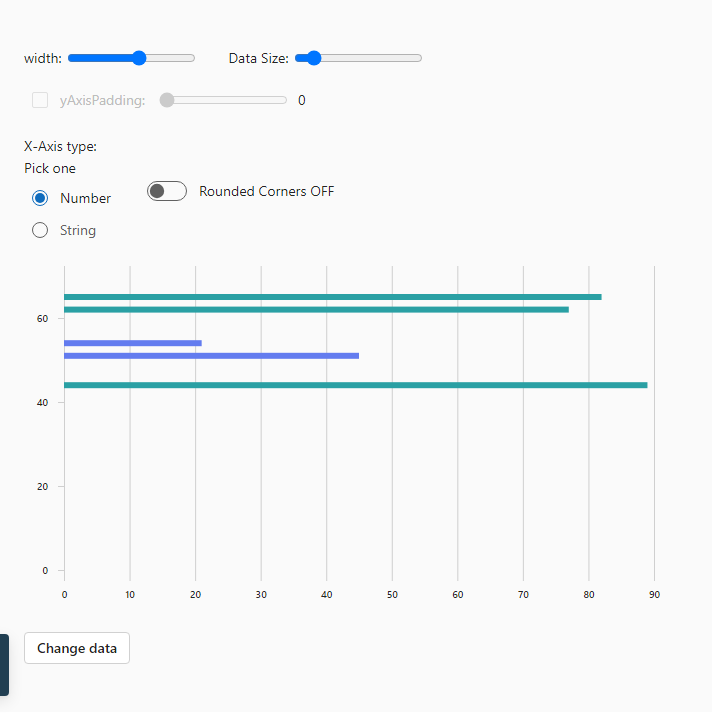 width: Data Size:
yAxisPadding: 0
X-Axis type:
Pick one
Number
Rounded Corners OFF
String
60
40
20
0
0 10 20 30 40 50 60 70 80 90
Change data